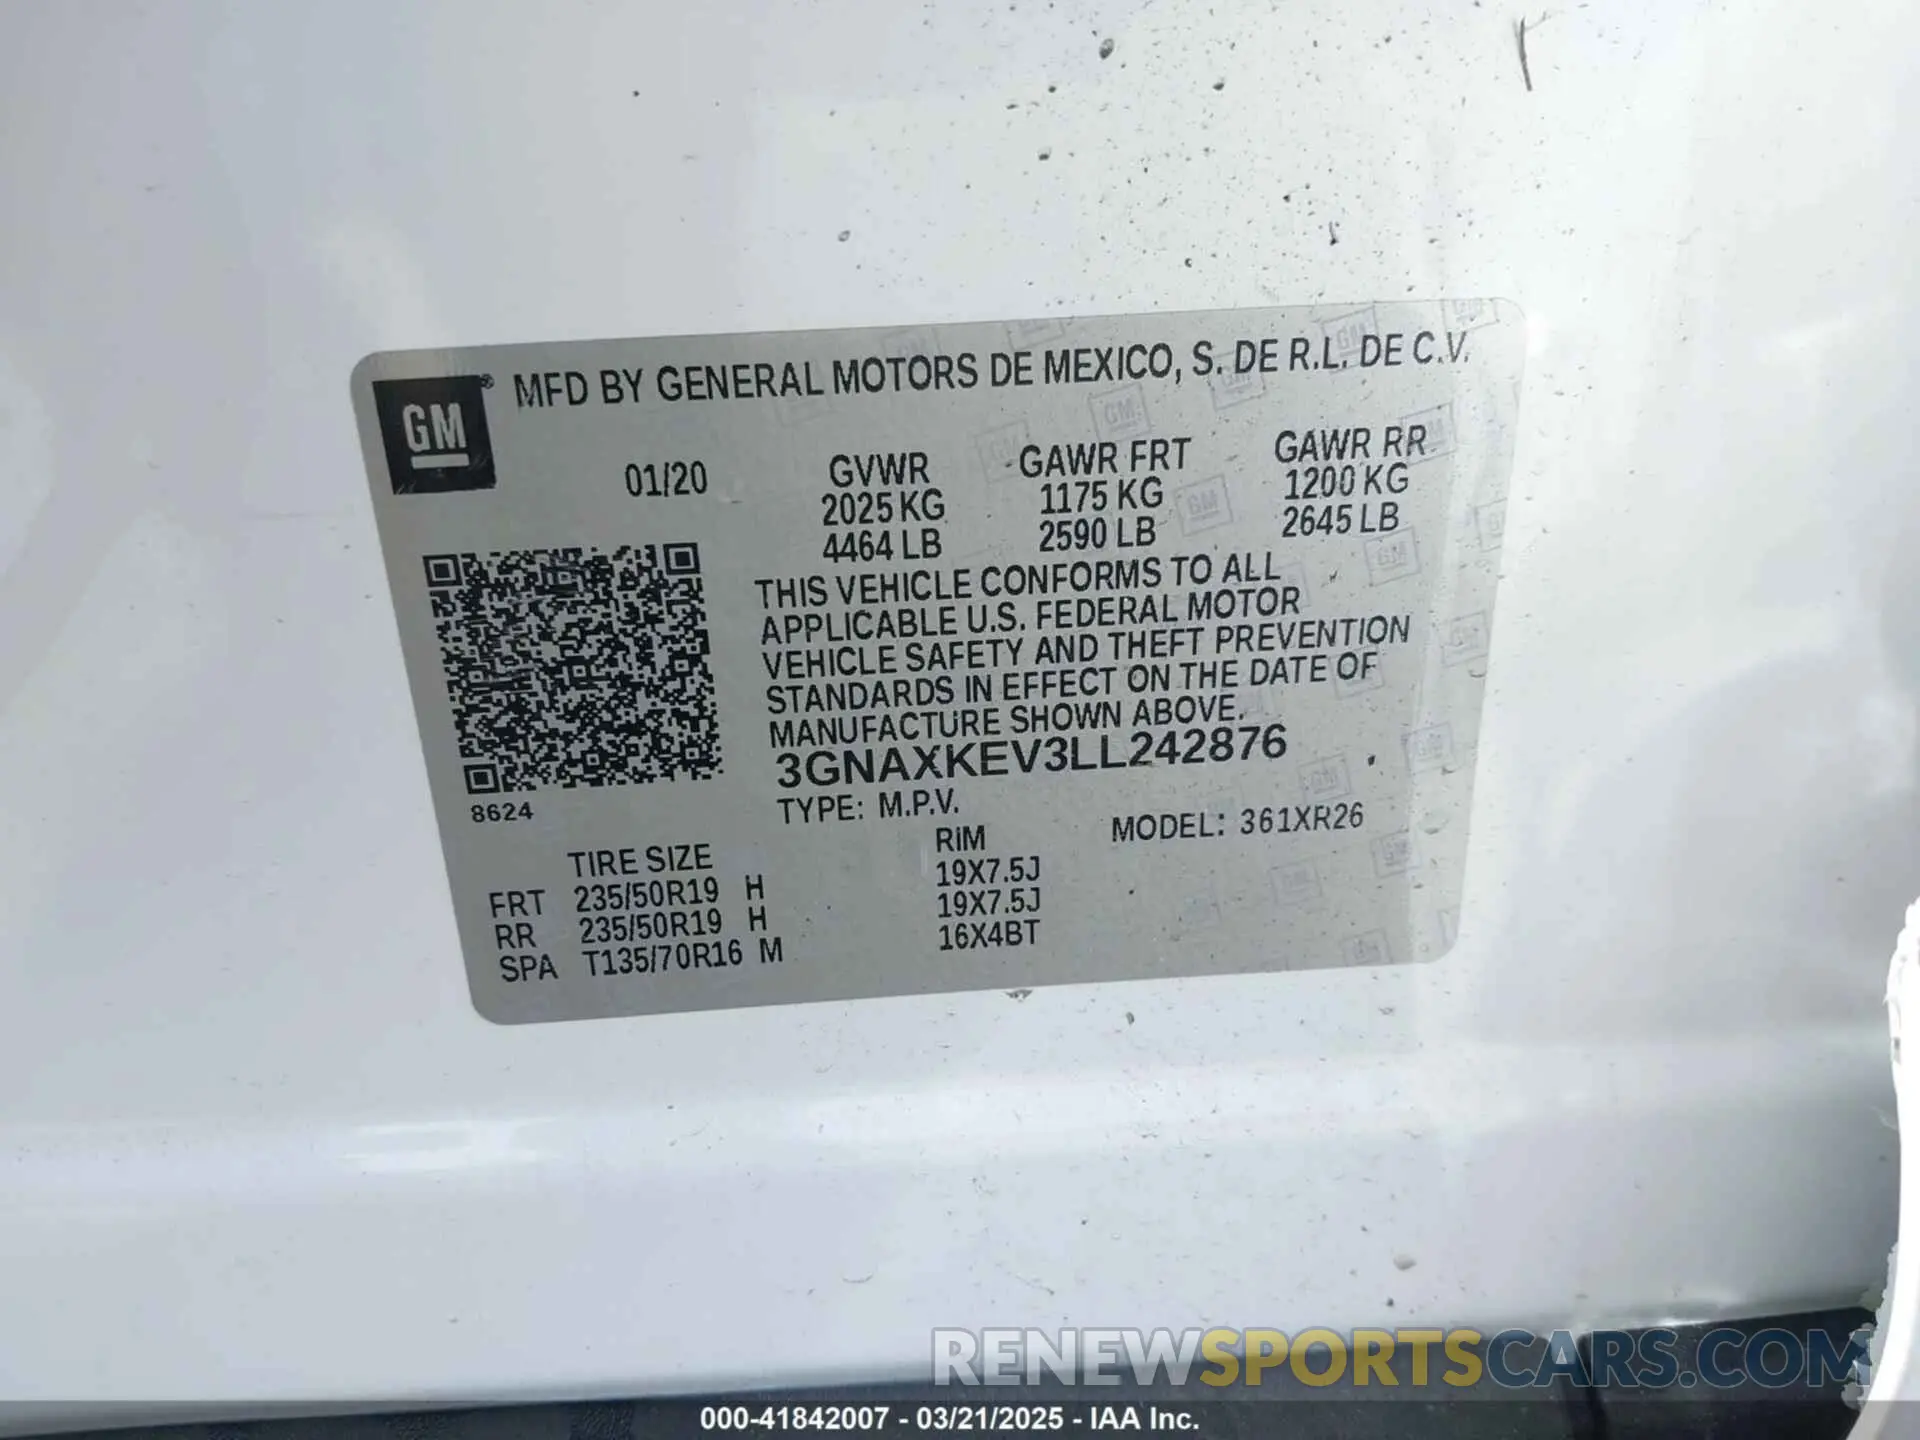 GM
MFD BY GENERAL MOTORS DE MEXICO, S. DE R.L. DE C.V.
01/20
GVWR
2025 KG
4464 LB
GAWR FRT
1175 KG
2590 LB
GAWR RR
1200 KG
2645 LB
THIS VEHICLE CONFORMS TO ALL
APPLICABLE U.S. FEDERAL MOTOR
VEHICLE SAFETY AND THEFT PREVENTION
STANDARDS IN EFFECT ON THE DATE OF
MANUFACTURE SHOWN ABOVE.
3GNAXKEV3LL242876
8624
TYPE: M.P.V.
MODEL: 361XR26
TIRE SIZE RIM
FRT 235/50R19 H 19X7.5J
RR 235/50R19 H 19X7.5J
SPA T135/70R16 M 16X4BT
RENEWSPORTSCARS.COM
000-41842007 - 03/21/2025 - IAA Inc.